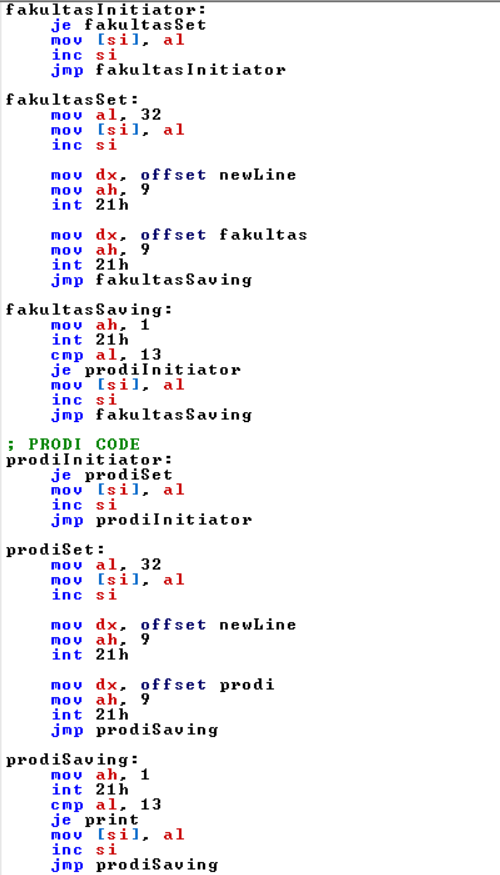 fakultasInitiator:
je fakultasSet
mov [si], al
inc si
jmp fakultasInitiator
fakultasSet:
mov al, 32
mov [si], al
inc si
mov dx, offset newLine
mov ah, 9
int 21h
mov dx, offset fakultas
mov ah, 9
int 21h
jmp fakultasSaving
fakultasSaving:
mov ah, 1
int 21h
cmp al, 13
je prodiInitiator
mov [si], al
inc si
jmp fakultasSaving
; PRODI CODE
prodiInitiator:
je prodiSet
mov [si], al
inc si
jmp prodiInitiator
prodiSet:
mov al, 32
mov [si], al
inc si
mov dx, offset newLine
mov ah, 9
int 21h
mov dx, offset prodi
mov ah, 9
int 21h
jmp prodiSaving
prodiSaving:
mov ah, 1
int 21h
cmp al, 13
je print
mov [si], al
inc si
jmp prodiSaving